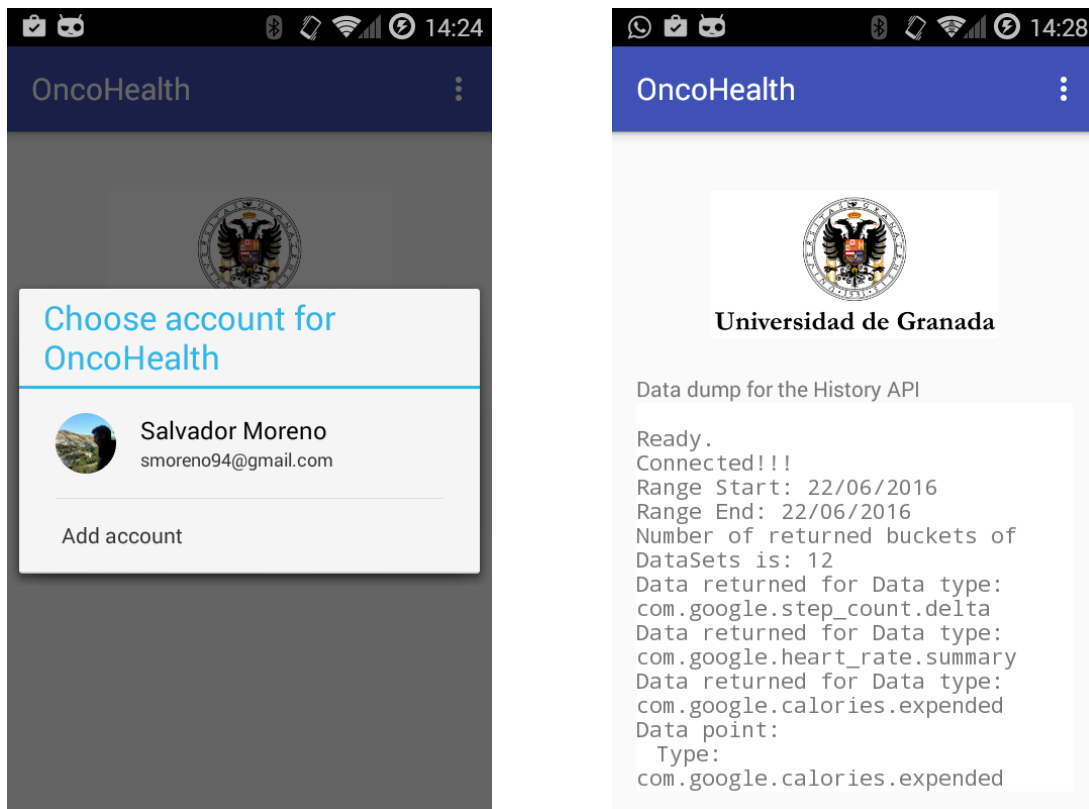 14:24
OncoHealth
Choose account for
OncoHealth
Salvador Moreno
smoreno94@gmail.com
Add account
14:28
OncoHealth
1531
Universidad de Granada
Data dump for the History API
Ready.
Connected!!!
Range Start: 22/06/2016
Range End: 22/06/2016
Number of returned buckets of
DataSets is: 12
Data returned for Data type:
com.google.step_count.delta
Data returned for Data type:
com.google.heart_rate.summary
Data returned for Data type:
com.google.calories.expended
Data point:
Type:
com.google.calories.expended